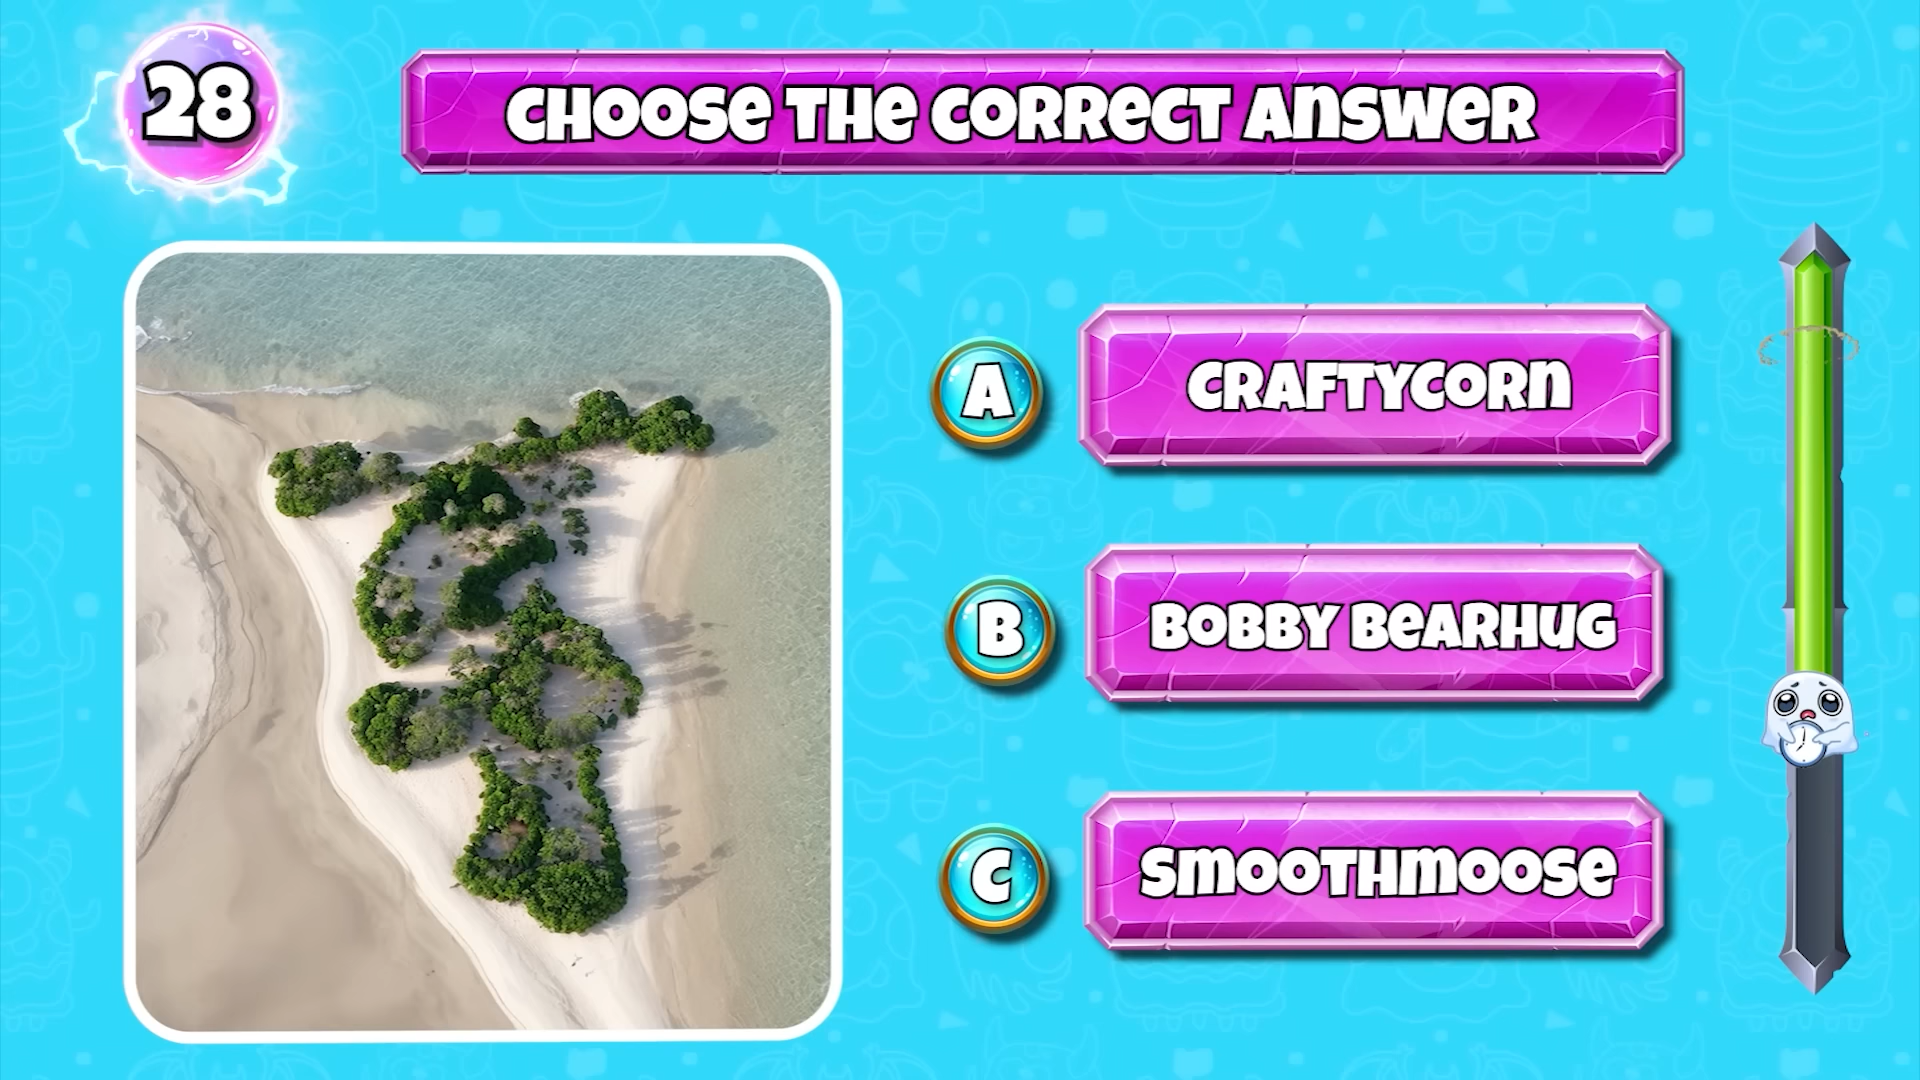 28
CHOOSE THE CORRECT ANSWER
A
CRAFTYCORN
B
BOBBY BEARHUG
C
SMOOTHMOOSE